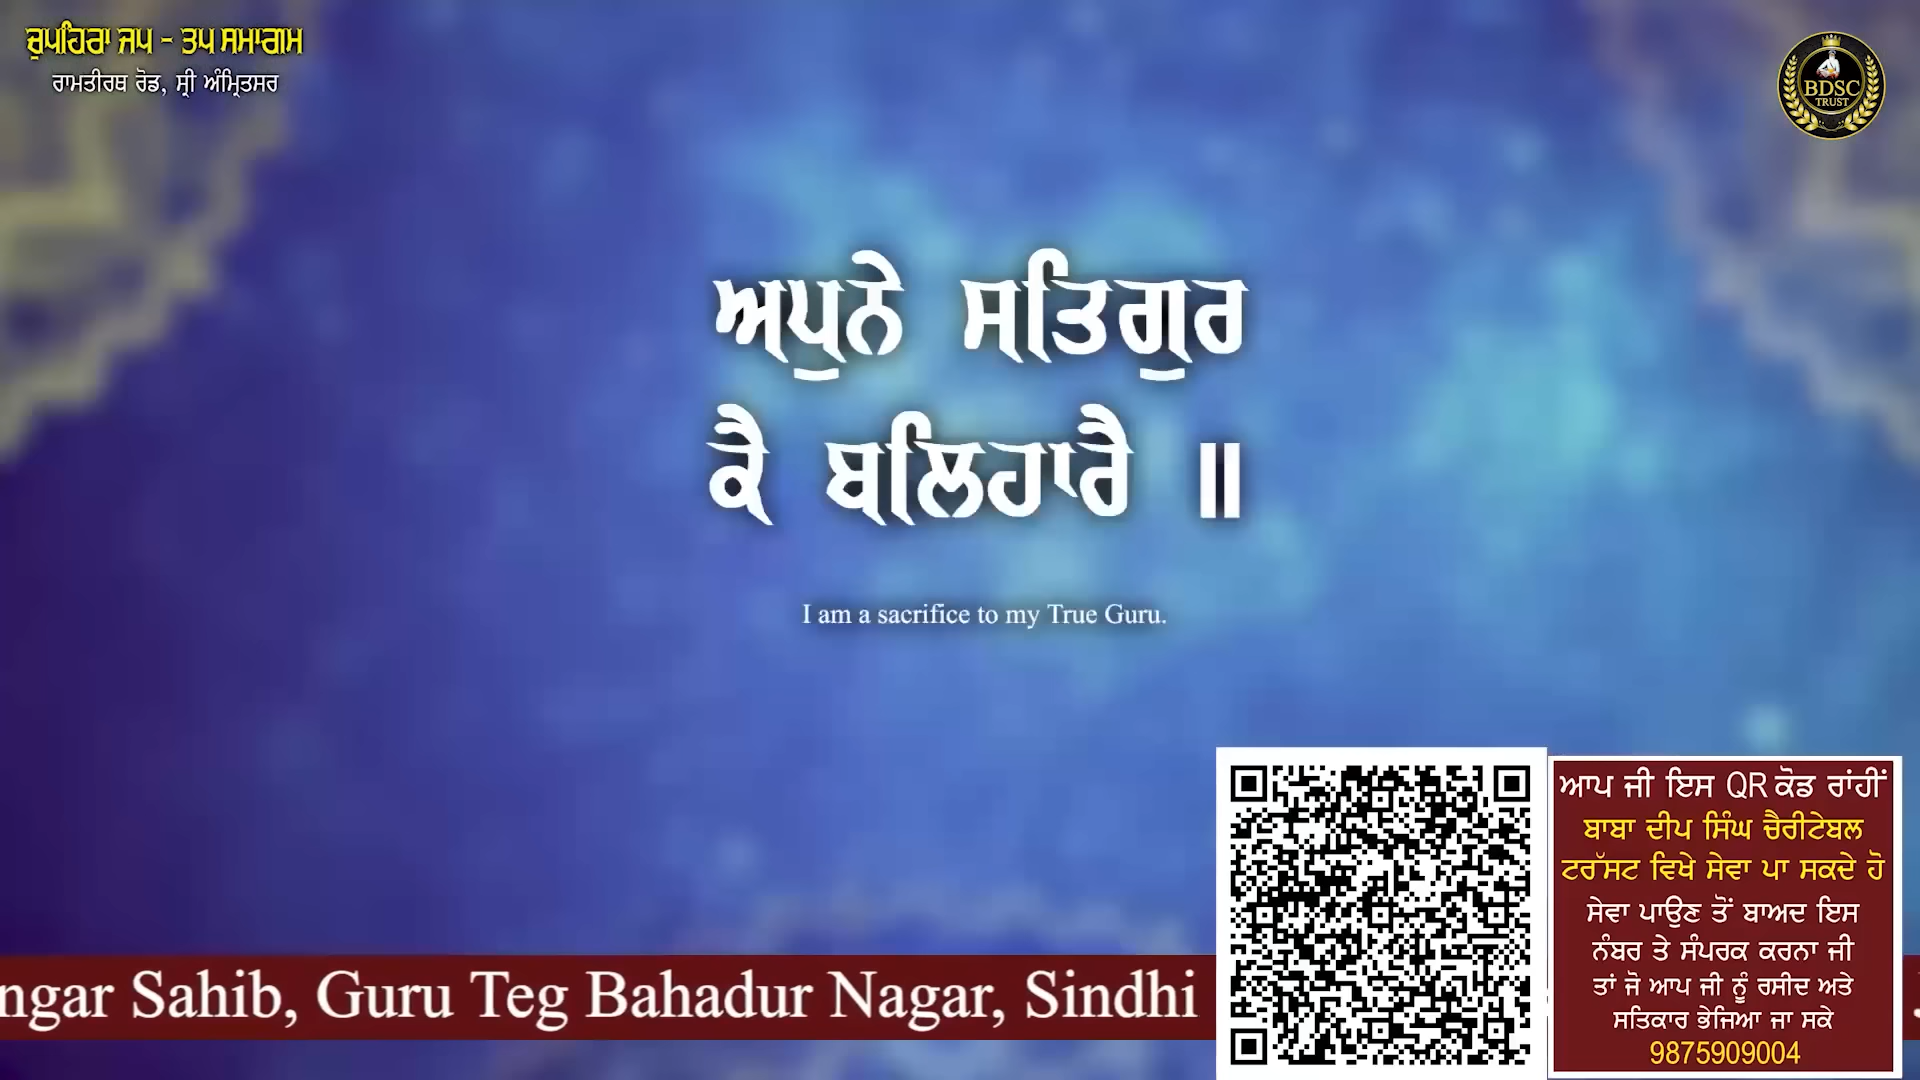 ਚੁਪਹਿਰਾ ਜਪ - ਤਪ ਸਮਾਗਮ
ਰਾਮਤੀਰਥ ਰੋਡ, ਸ੍ਰੀ ਅੰਮ੍ਰਿਤਸਰ
BDSC
TRUST
ਅਪੁਨੇ ਸਤਿਗੁਰ
ਕੈ ਬਲਿਹਾਰੈ ॥
I am a sacrifice to my True Guru.
ਆਪ ਜੀ ਇਸ QR ਕੋਡ ਰਾਂਹੀਂ
ਬਾਬਾ ਦੀਪ ਸਿੰਘ ਚੈਰੀਟੇਬਲ
ਟਰੱਸਟ ਵਿਖੇ ਸੇਵਾ ਪਾ ਸਕਦੇ ਹੋ
ਸੇਵਾ ਪਾਉਣ ਤੋਂ ਬਾਅਦ ਇਸ
ਨੰਬਰ ਤੇ ਸੰਪਰਕ ਕਰਨਾ ਜੀ
ਤਾਂ ਜੋ ਆਪ ਜੀ ਨੂੰ ਰਸੀਦ ਅਤੇ
ਸਤਿਕਾਰ ਭੇਜਿਆ ਜਾ ਸਕੇ
9875909004
ngar Sahib, Guru Teg Bahadur Nagar, Sindhi